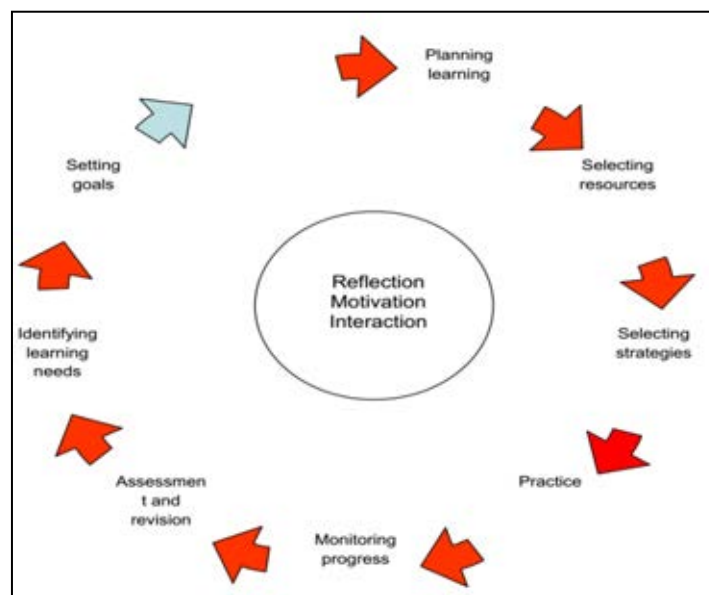 Planning
learning
Selecting
resources
Selecting
strategies
Practice
Monitoring
progress
Assessmen
t and
revision
Identifying
learning
needs
Setting
goals
Reflection
Motivation
Interaction